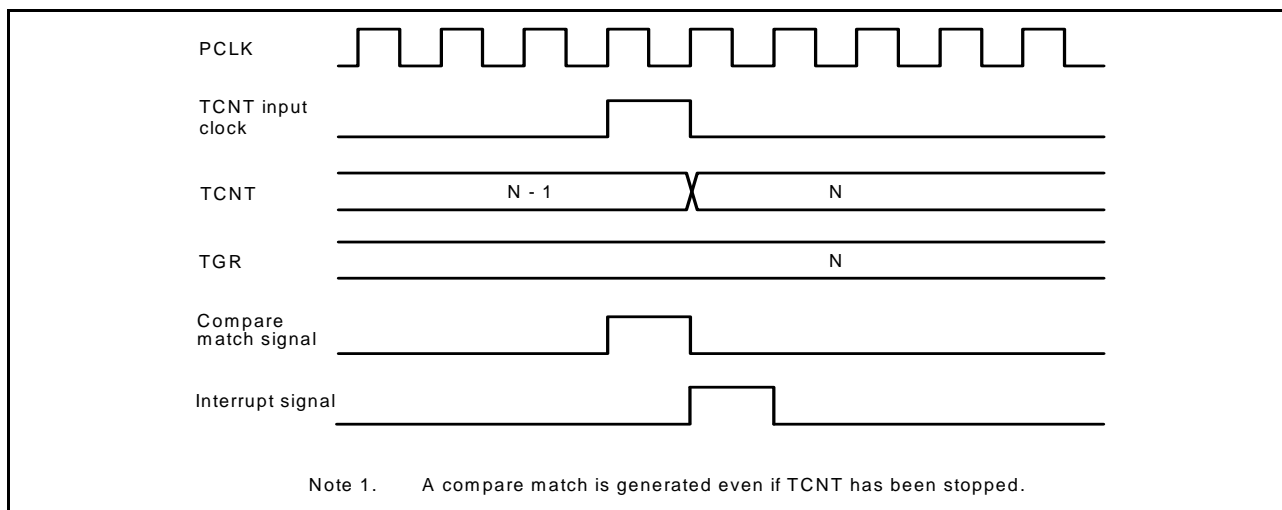 PCLK
TCNT input
clock
TCNT
N - 1
N
TGR
N
Compare
match signal
Interrupt signal
Note 1. A compare match is generated even if TCNT has been stopped.